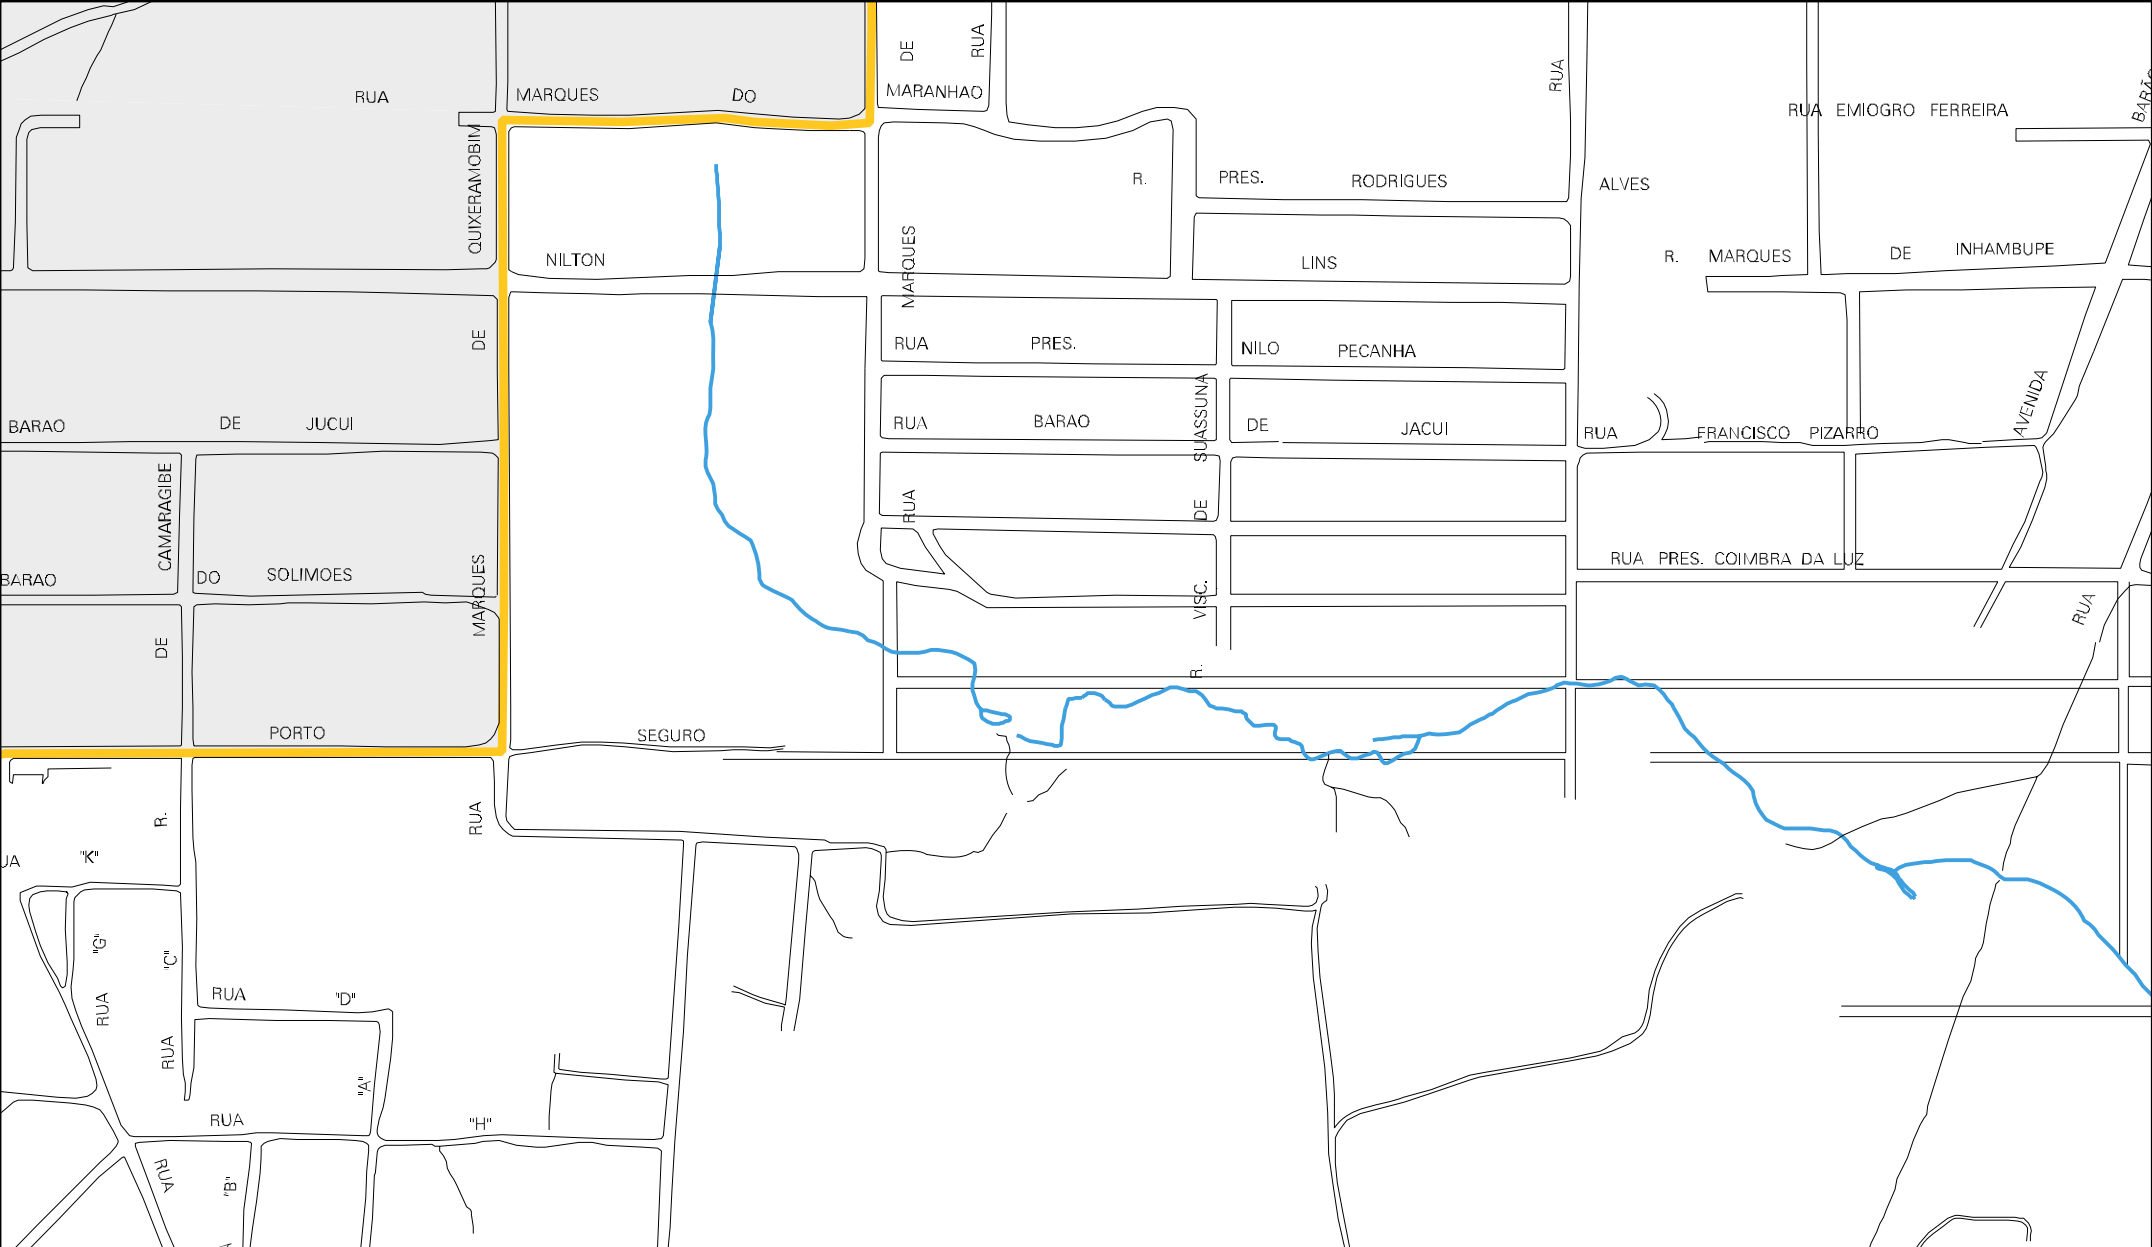 DE
RUA
RUA
MARQUES
DO
MARANHAO
RUA
RUA EMIOGRO FERREIRA
BARÃO
QUIXERAMOBIM
R.
PRES.
RODRIGUES
ALVES
NILTON
MARQUES
LINS
R. MARQUES
DE
INHAMBUPE
DE
RUA
PRES.
NILO
PECANHA
BARAO
DE
JUCUI
RUA
BARAO
SUASSUNA
DE
JACUI
RUA
FRANCISCO PIZARRO
AVENIDA
CAMARAGIBE
RUA
DE
BARAO
DO
SOLIMOES
MARQUES
VISC.
RUA PRES. COIMBRA DA LUZ
RUA
DE
R.
PORTO
SEGURO
R.
RUA
UA
"K"
"G"
"C"
RUA
"D"
RUA
RUA
"A"
RUA
"H"
RUA
"B"